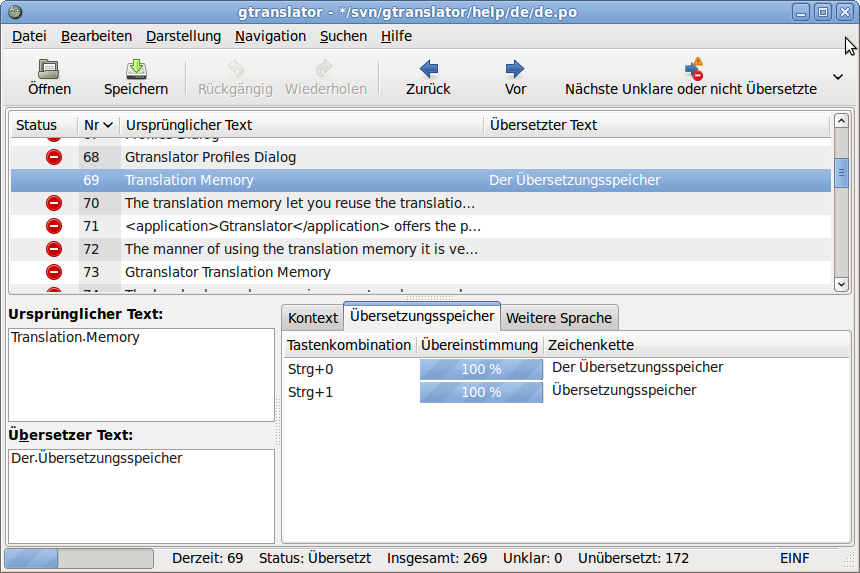 gtranslator - */svn/gtranslator/help/de/de.po
Datei Bearbeiten Darstellung Navigation Suchen Hilfe
Öffnen Speichern Rückgängig Wiederholen Zurück Vor Nächste Unklare oder nicht Übersetzte
Status Nr Ursprünglicher Text Übersetzter Text
67 Profiles Dialog
68 Gtranslator Profiles Dialog
69 Translation Memory Der Übersetzungsspeicher
70 The translation memory let you reuse the translatio...
71 <application>Gtranslator</application> offers the p...
72 The manner of using the translation memory it is ve...
73 Gtranslator Translation Memory
74
Ursprünglicher Text:
Translation·Memory
Übersetzer Text:
Der·Übersetzungsspeicher
Kontext Übersetzungsspeicher Weitere Sprache
Tastenkombination Übereinstimmung Zeichenkette
Strg+0 100 % Der Übersetzungsspeicher
Strg+1 100 % Übersetzungsspeicher
Derzeit: 69 Status: Übersetzt Insgesamt: 269 Unklar: 0 Unübersetzt: 172 EINF